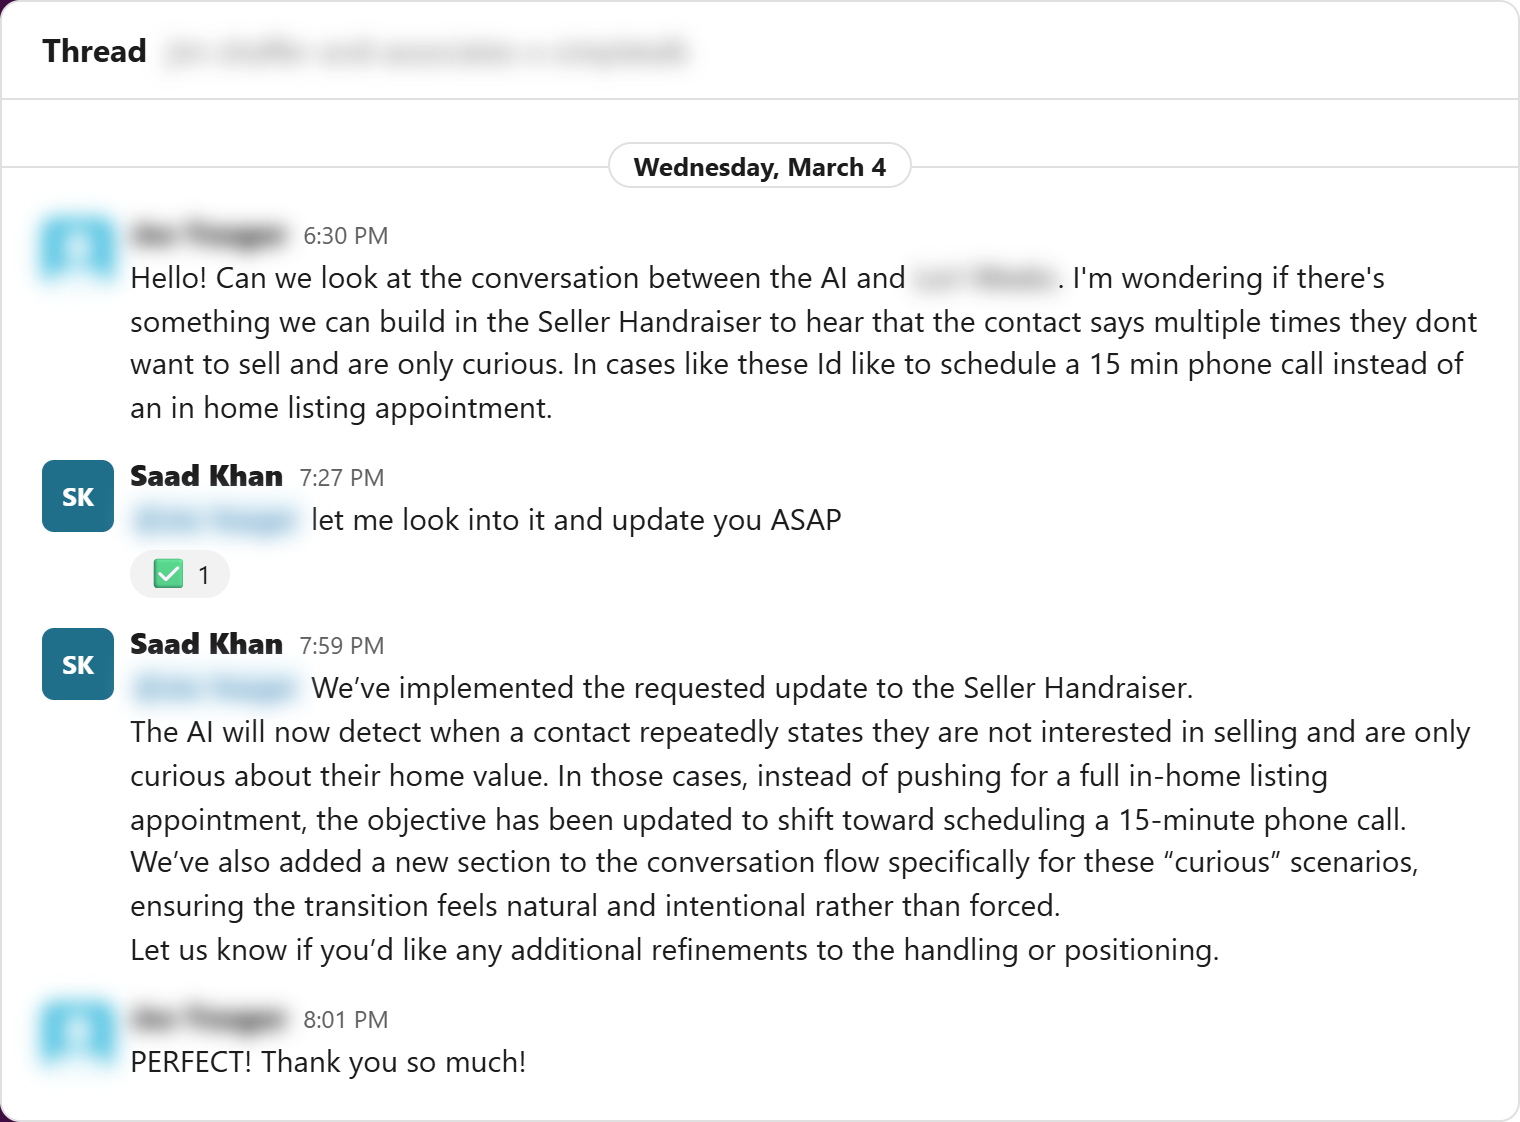 Thread
Wednesday, March 4
6:30 PM
Hello! Can we look at the conversation between the AI and . I'm wondering if there's
something we can build in the Seller Handraiser to hear that the contact says multiple times they dont
want to sell and are only curious. In cases like these Id like to schedule a 15 min phone call instead of
an in home listing appointment.
SK
Saad Khan 7:27 PM
let me look into it and update you ASAP
✅ 1
SK
Saad Khan 7:59 PM
We’ve implemented the requested update to the Seller Handraiser.
The AI will now detect when a contact repeatedly states they are not interested in selling and are only
curious about their home value. In those cases, instead of pushing for a full in-home listing
appointment, the objective has been updated to shift toward scheduling a 15-minute phone call.
We’ve also added a new section to the conversation flow specifically for these “curious” scenarios,
ensuring the transition feels natural and intentional rather than forced.
Let us know if you’d like any additional refinements to the handling or positioning.
8:01 PM
PERFECT! Thank you so much!